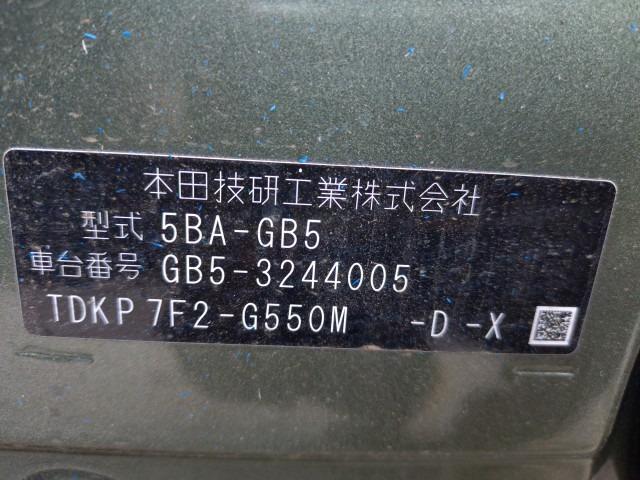 本田技研工業株式会社
型式 5BA-GB5
車台番号 GB5-3244005
TDKP 7F2-G550M -D -X